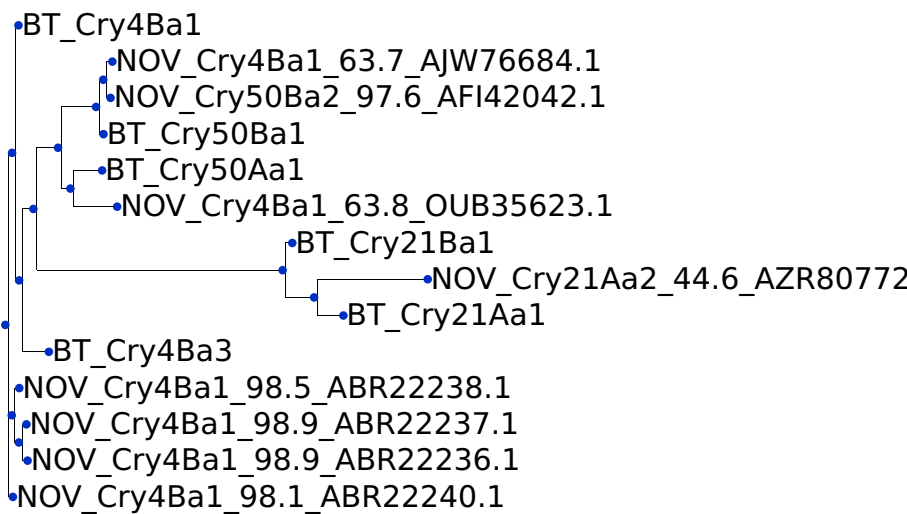 BT_Cry4Ba1
NOV_Cry4Ba1_63.7_AJW76684.1
NOV_Cry50Ba2_97.6_AFI42042.1
BT_Cry50Ba1
BT_Cry50Aa1
NOV_Cry4Ba1_63.8_OUB35623.1
BT_Cry21Ba1
NOV_Cry21Aa2_44.6_AZR80772
BT_Cry21Aa1
BT_Cry4Ba3
NOV_Cry4Ba1_98.5_ABR22238.1
NOV_Cry4Ba1_98.9_ABR22237.1
NOV_Cry4Ba1_98.9_ABR22236.1
NOV_Cry4Ba1_98.1_ABR22240.1